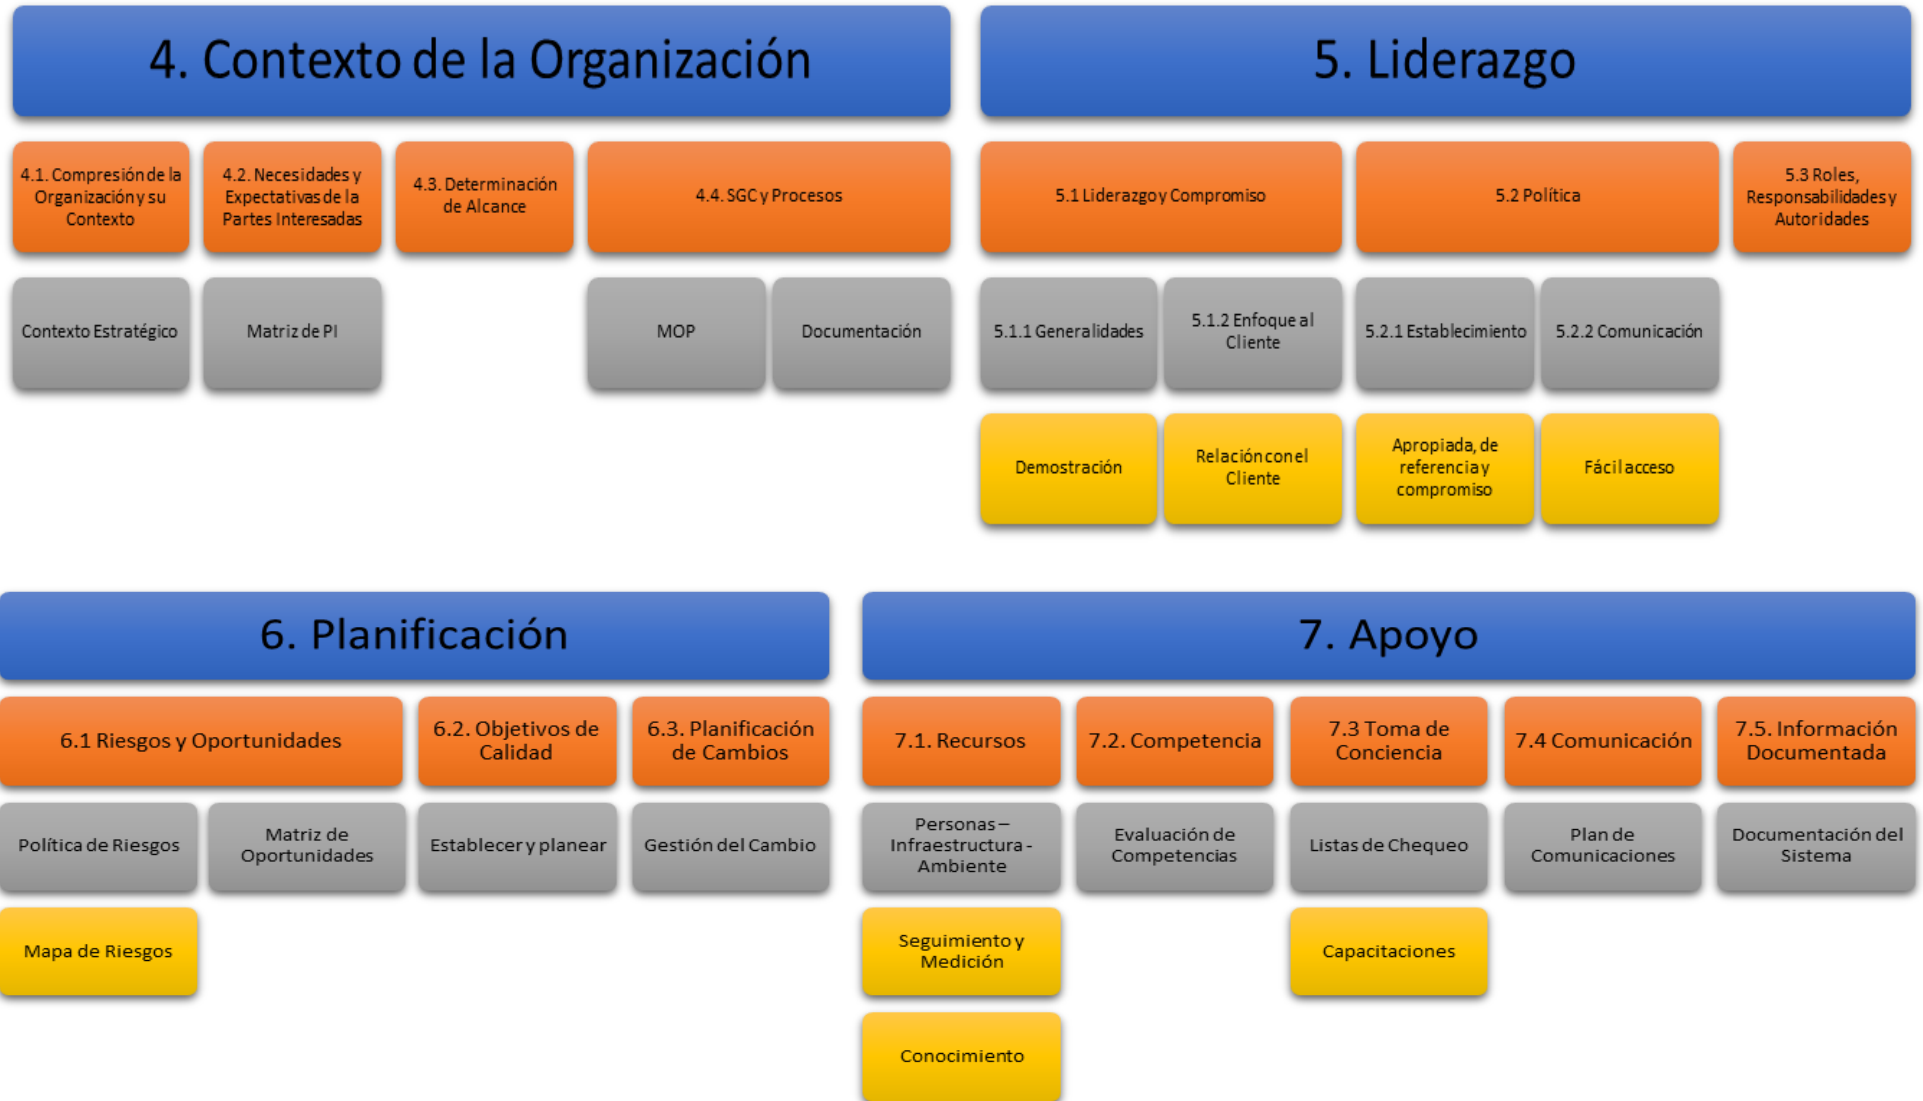 4. Contexto de la Organización
5. Liderazgo
4.1. Compresión de la
Organización y su
Contexto
4.2. Necesidades y
Expectativas de la
Partes Interesadas
4.3. Determinación
de Alcance
4.4. SGC y Procesos
5.1 Liderazgo y Compromiso
5.2 Política
5.3 Roles,
Responsabilidades y
Autoridades
Contexto Estratégico
Matriz de PI
MOP
Documentación
5.1.1 Generalidades
5.1.2 Enfoque al
Cliente
5.2.1 Establecimiento
5.2.2 Comunicación
Demostración
Relación con el
Cliente
Apropiada, de
referencia y
compromiso
Fácil acceso
6. Planificación
7. Apoyo
6.1 Riesgos y Oportunidades
6.2. Objetivos de
Calidad
6.3. Planificación
de Cambios
7.1. Recursos
7.2. Competencia
7.3 Toma de
Conciencia
7.4 Comunicación
7.5. Información
Documentada
Política de Riesgos
Matriz de
Oportunidades
Establecer y planear
Gestión del Cambio
Personas –
Infraestructura -
Ambiente
Evaluación de
Competencias
Listas de Chequeo
Plan de
Comunicaciones
Documentación del
Sistema
Mapa de Riesgos
Seguimiento y
Medición
Capacitaciones
Conocimiento